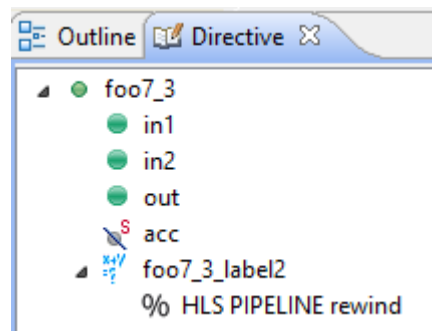 Outline Directive
foo7_3
in1
in2
out
acc
foo7_3_label2
% HLS PIPELINE rewind